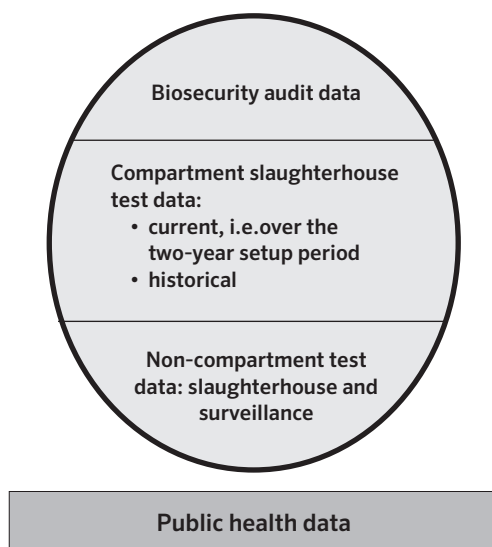 Biosecurity audit data
Compartment slaughterhouse
test data:
• current, i.e.over the
two-year setup period
• historical
Non-compartment test
data: slaughterhouse and
surveillance
Public health data